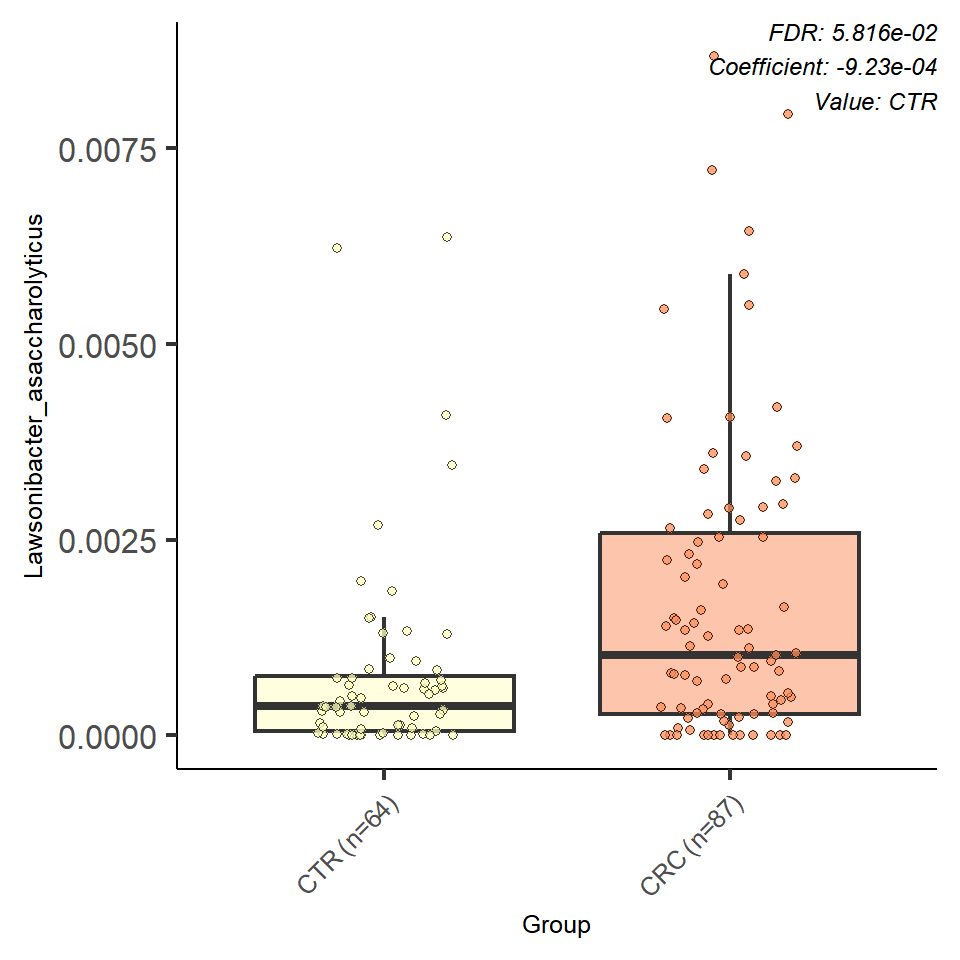 FDR: 5.816e-02
Coefficient: -9.23e-04
Value: CTR
0.0075
0.0050
0.0025
0.0000
Lawsonibacter_asaccharolyticus
CTR (n=64)
CRC (n=87)
Group